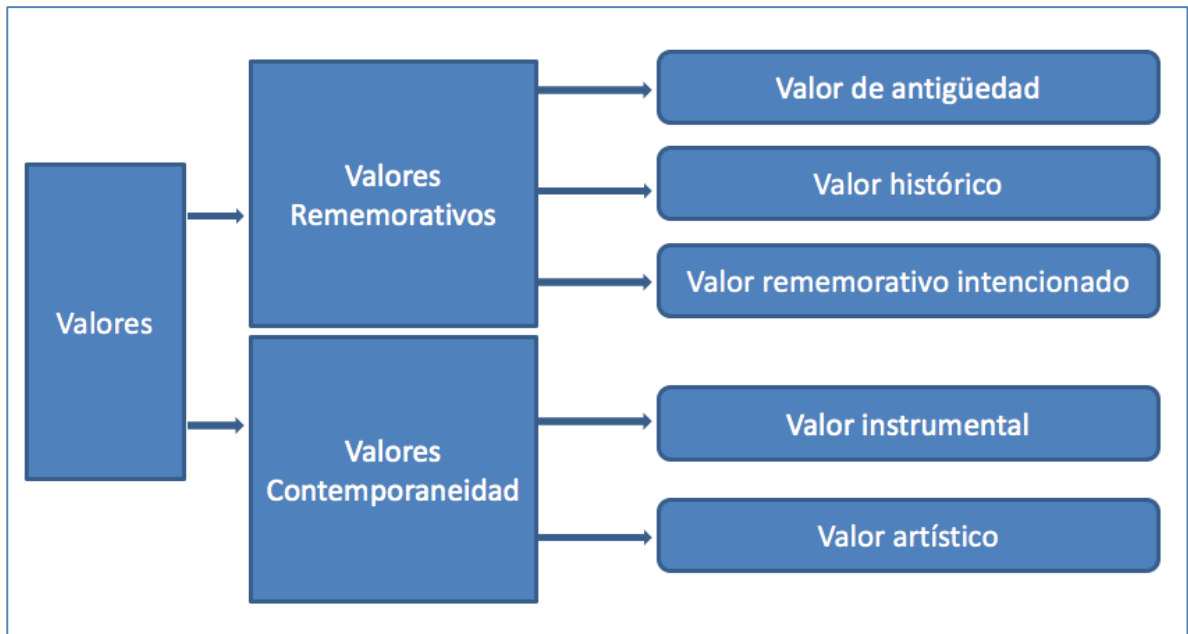 Valores
Valores
Rememorativos
Valor de antigüedad
Valor histórico
Valor rememorativo intencionado
Valores
Contemporaneidad
Valor instrumental
Valor artístico